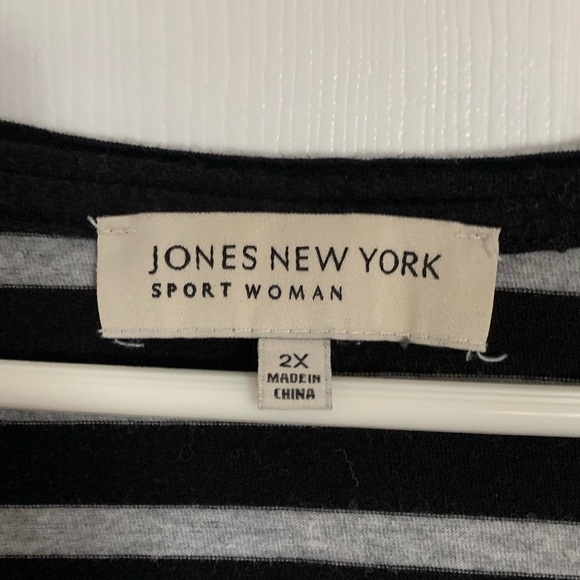 JONES NEW YORK
SPORT WOMAN
2X
MADE IN
CHINA